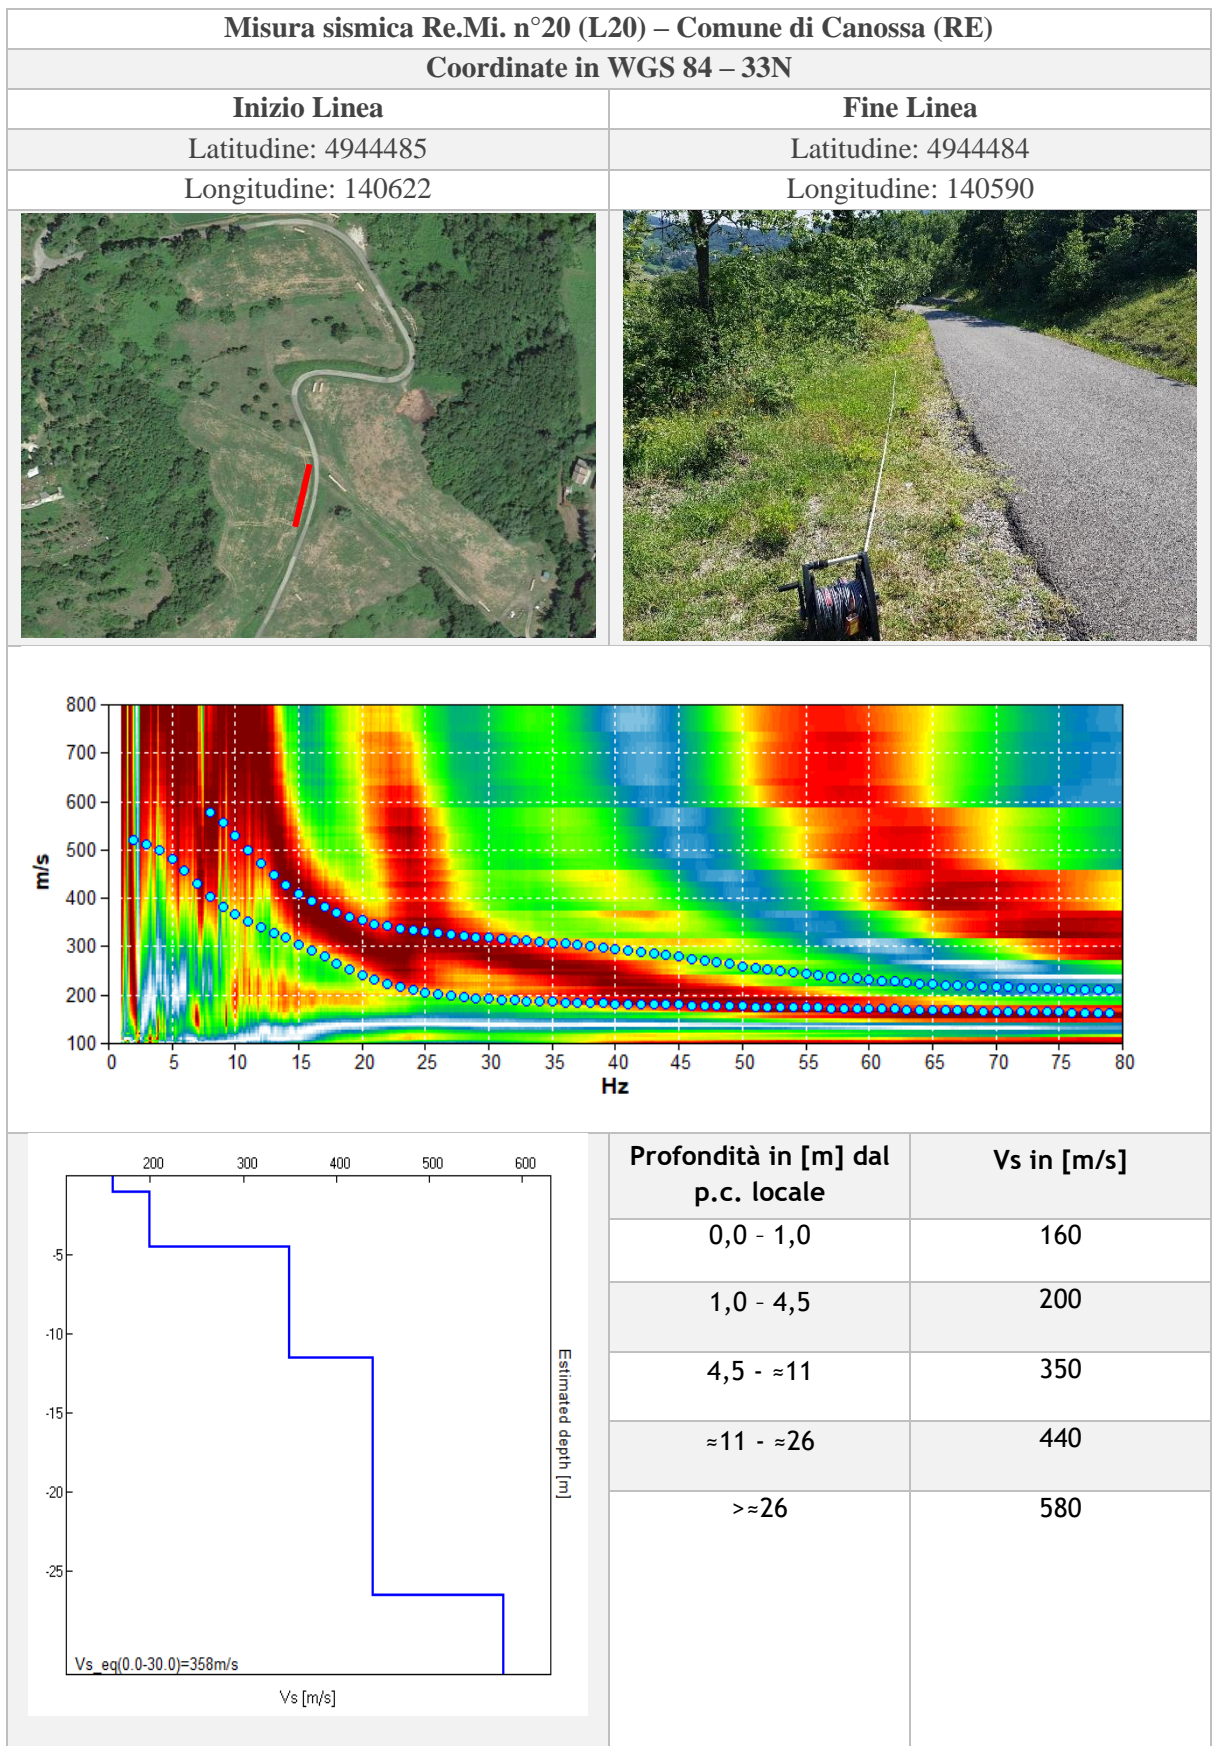 Misura sismica Re.Mi. n°20 (L20) – Comune di Canossa (RE)
Coordinate in WGS 84 – 33N
Inizio Linea
Fine Linea
Latitudine: 4944485
Latitudine: 4944484
Longitudine: 140622
Longitudine: 140590
800
700
600
500
400
300
200
100
m/s
0 5 10 15 20 25 30 35 40 45 50 55 60 65 70 75 80
Hz
200 300 400 500 600
-5
-10
-15
-20
-25
Estimated depth [m]
Vs_eq(0.0-30.0)=358m/s
Vs [m/s]
Profondità in [m] dal
p.c. locale
Vs in [m/s]
0,0 – 1,0
160
1,0 – 4,5
200
4,5 - ≈11
350
≈11 - ≈26
440
>≈26
580